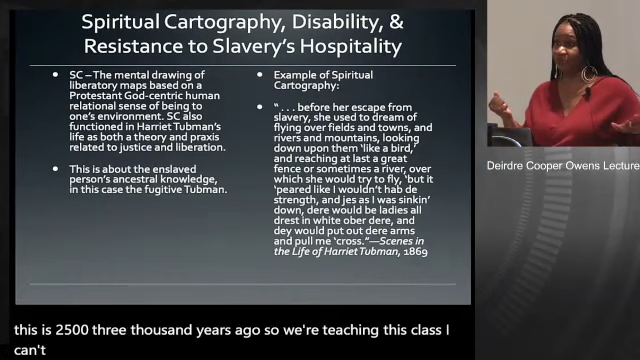 Spiritual Cartography, Disability, &
Resistance to Slavery's Hospitality
• SC – The mental drawing of
liberatory maps based on a
Protestant God-centric human
relational sense of being to
one's environment. SC also
functioned in Harriet Tubman's
life as both a theory and praxis
related to justice and liberation.
• This is about the enslaved
person's ancestral knowledge,
in this case the fugitive Tubman.
• Example of Spiritual
Cartography:
• " . . . before her escape from
slavery, she used to dream of
flying over fields and towns, and
rivers and mountains, looking
down upon them 'like a bird,'
and reaching at last a great
fence or sometimes a river, over
which she would try to fly, 'but it
'peared like I wouldn't hab de
strength, and jes as I was sinkin'
down, dere would be ladies all
drest in white ober dere, and
dey would put out dere arms
and pull me 'cross."—Scenes in
the Life of Harriet Tubman, 1869
Deirdre Cooper Owens Lecture
this is 2500 three thousand years ago so we're teaching this class I
can't